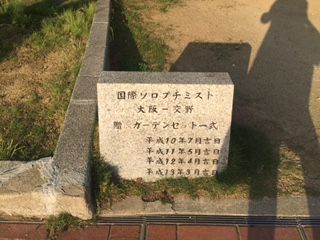 国際ソロプチミスト
大阪－交野
贈 ガーデンセット一式
平成10年7月吉日
平成11年5月吉日
平成12年4月吉日
平成13年3月吉日